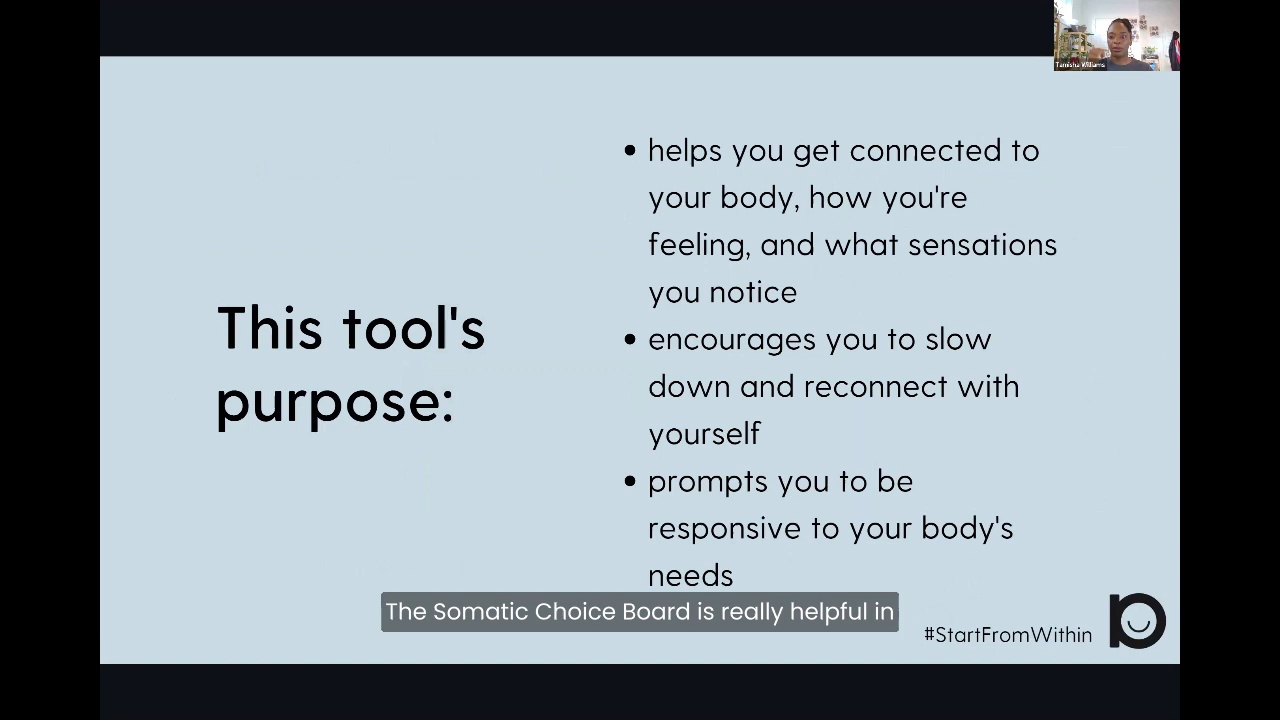 Tamisha Williams
helps you get connected to
your body, how you're
feeling, and what sensations
you notice
This tool's
purpose:
encourages you to slow
down and reconnect with
yourself
prompts you to be
responsive to your body's
needs
The Somatic Choice Board is really helpful in
#StartFromWithin